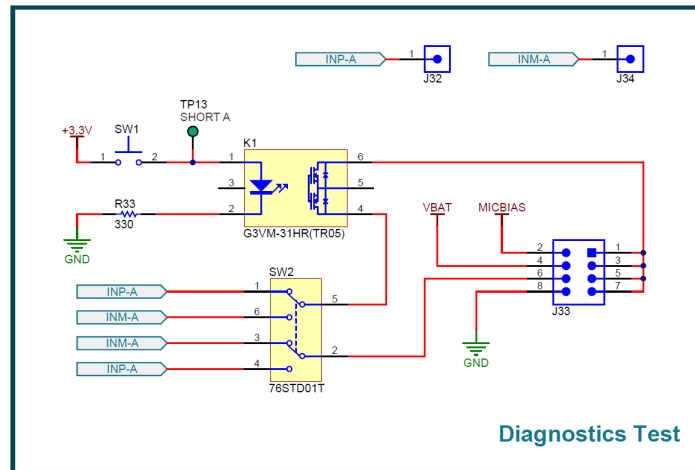 INP-A 1 J32
INM-A 1 J34
TP13
SHORT A
+3.3V SW1 K1
1 2 1 6
3 5
2 4
R33
330
GND
G3VM-31HR(TR05)
VBAT MICBIAS
2 1
4 3
6 5
8 7
J33
GND
SW2
INP-A 1
5
INM-A 6
INM-A 3
2
INP-A 4
76STD01T
Diagnostics Test